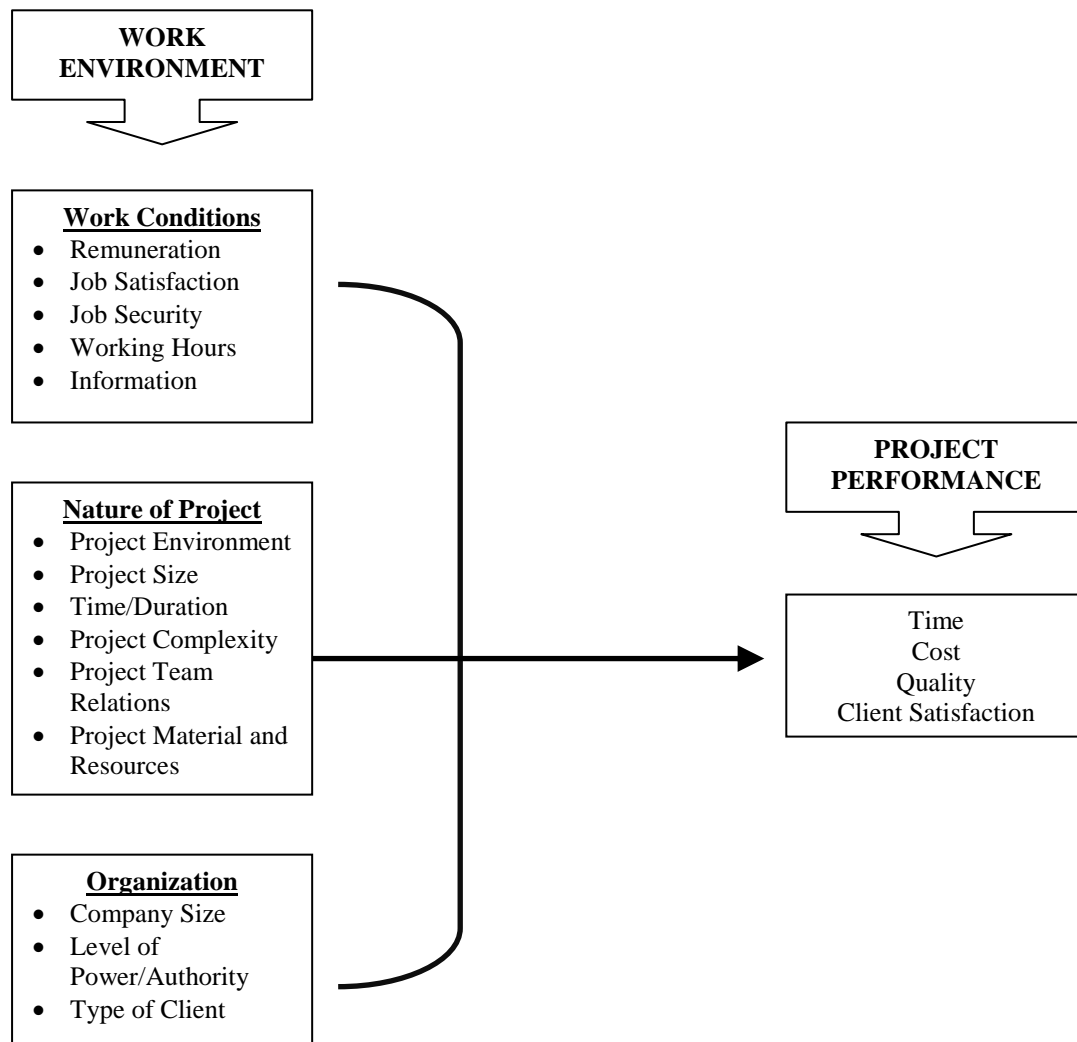 WORK
ENVIRONMENT
Work Conditions
• Remuneration
• Job Satisfaction
• Job Security
• Working Hours
• Information
Nature of Project
• Project Environment
• Project Size
• Time/Duration
• Project Complexity
• Project Team
Relations
• Project Material and
Resources
Organization
• Company Size
• Level of
Power/Authority
• Type of Client
PROJECT
PERFORMANCE
Time
Cost
Quality
Client Satisfaction